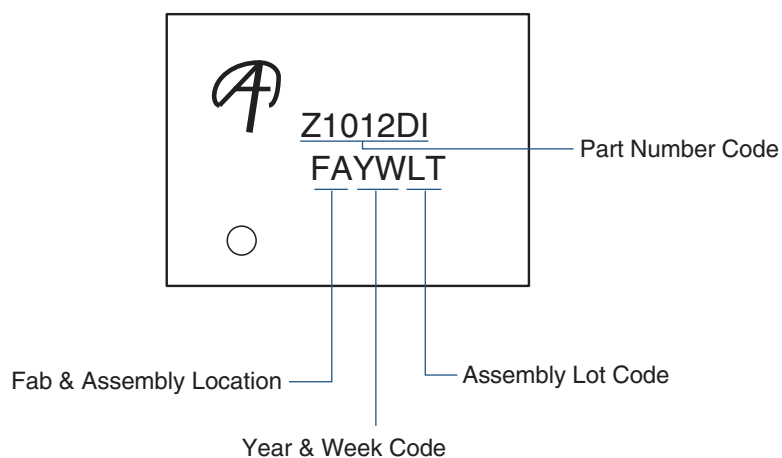 Z1012DI
Part Number Code
FAYWLT
Fab & Assembly Location
Assembly Lot Code
Year & Week Code